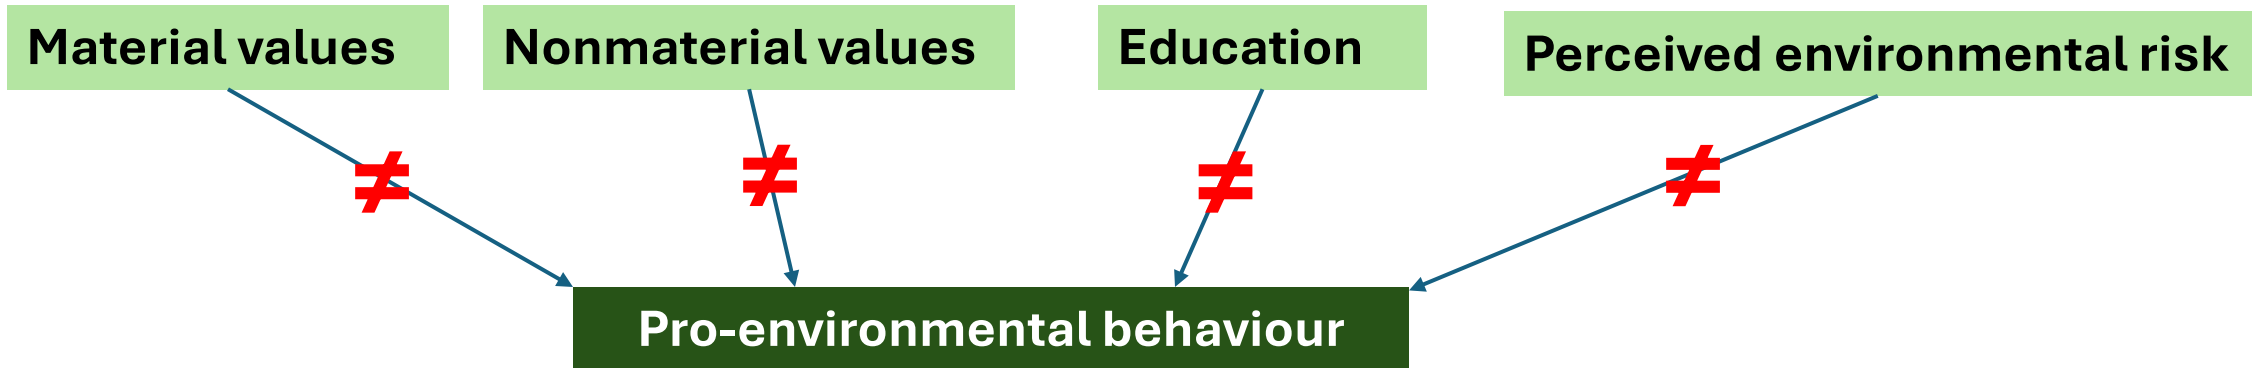 Material values
Nonmaterial values
Education
Perceived environmental risk
≠
≠
≠
≠
Pro-environmental behaviour